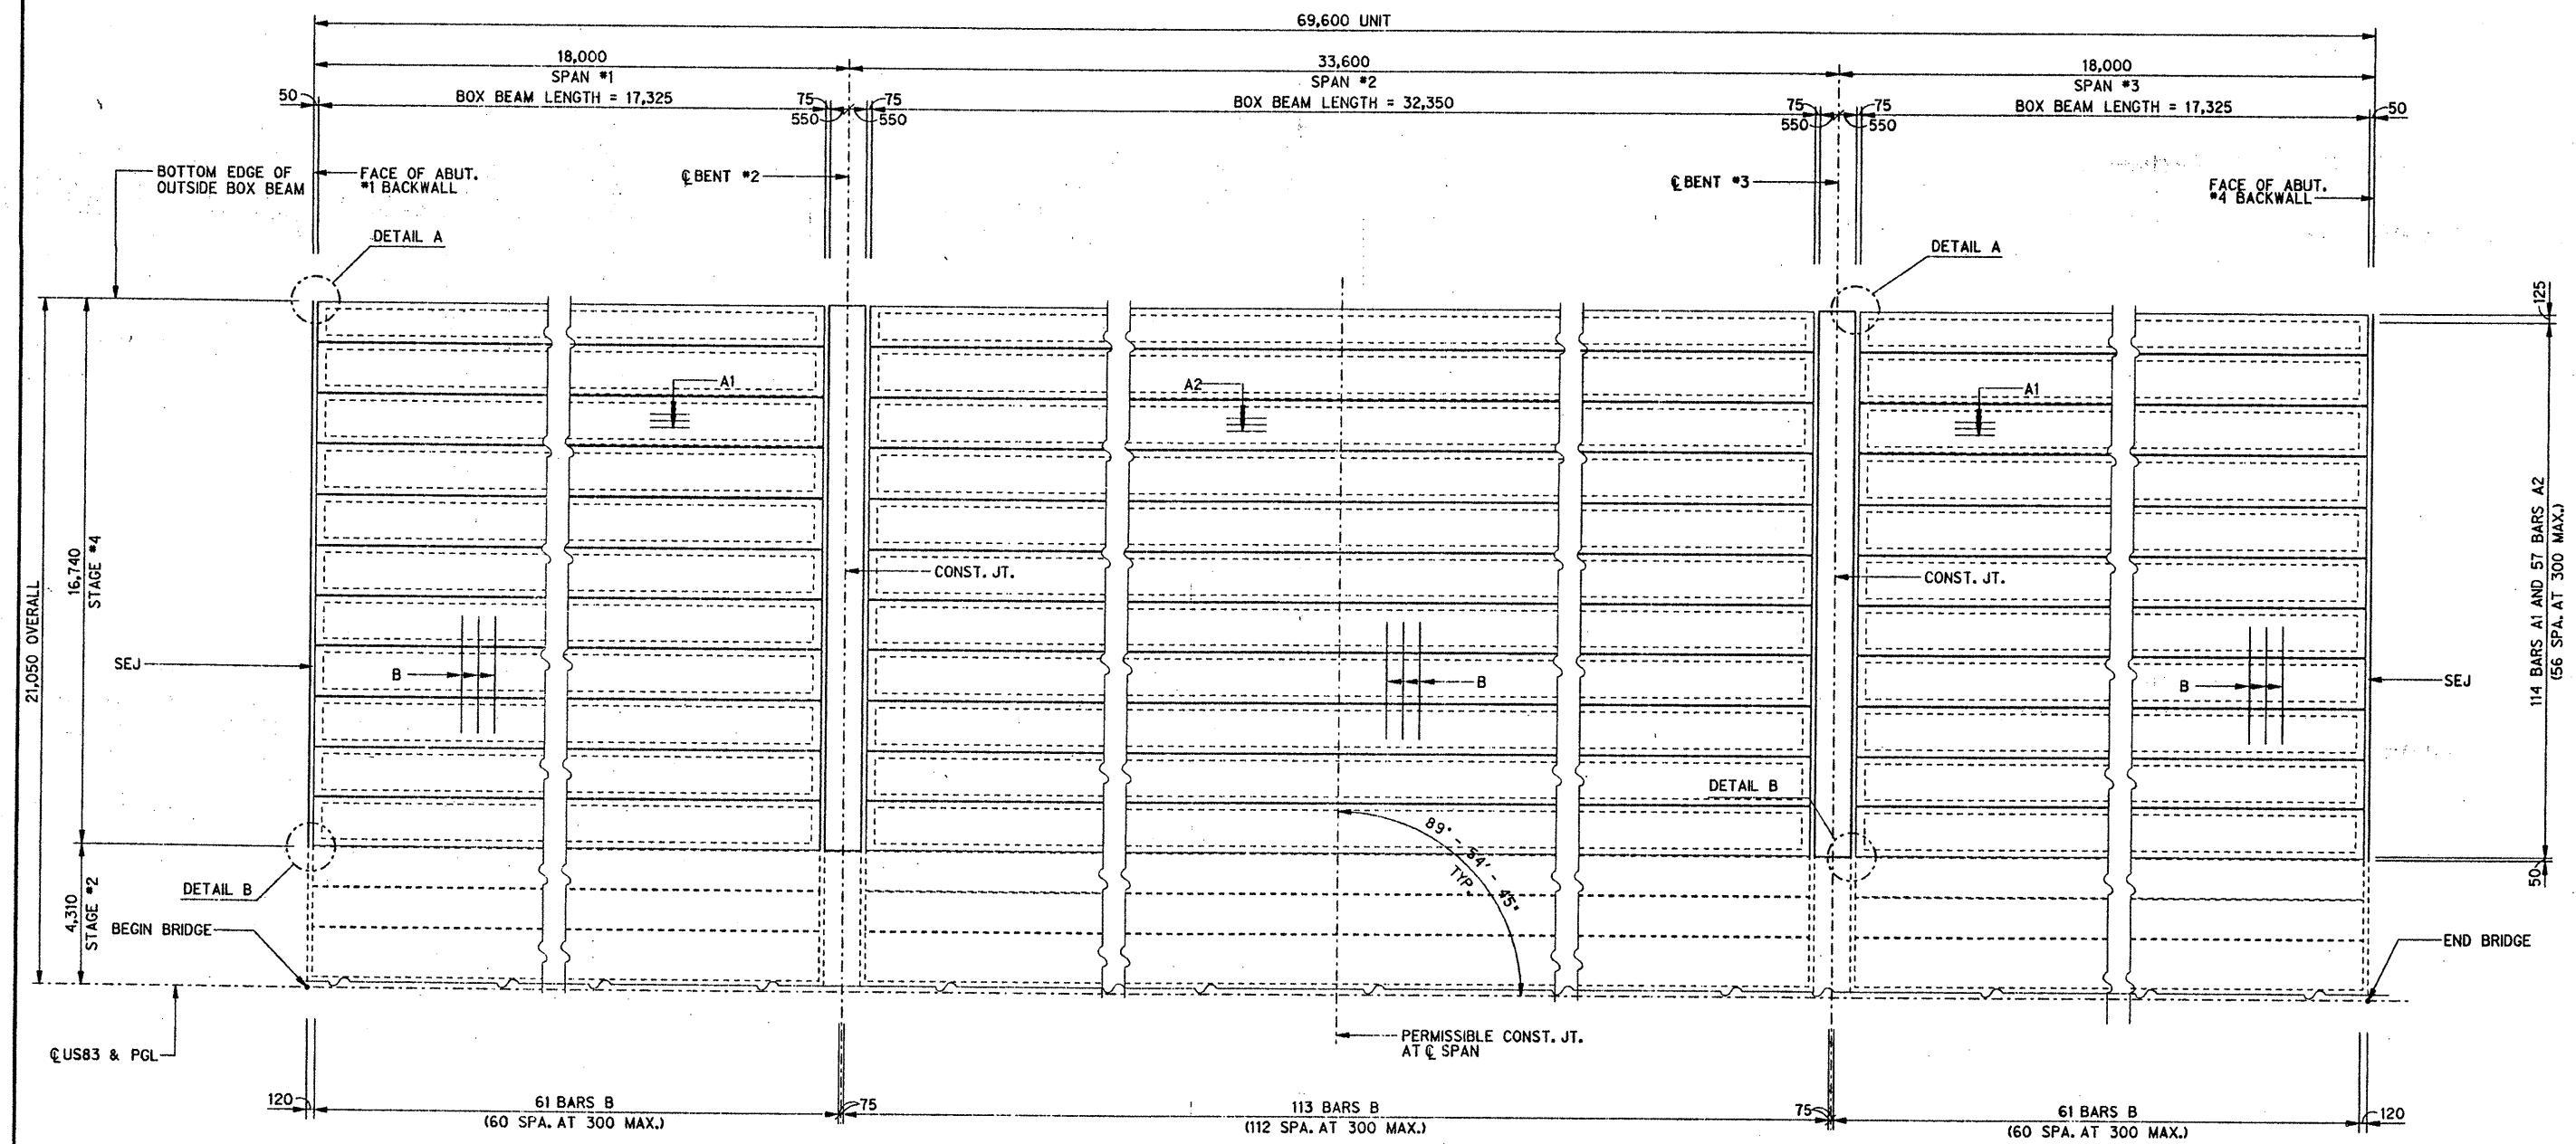 69,600 UNIT
18,000
SPAN #1
33,600
SPAN #2
18,000
SPAN #3
50
BOX BEAM LENGTH = 17,325
75
550
75
550
BOX BEAM LENGTH = 32,350
75
550
75
550
BOX BEAM LENGTH = 17,325
50
BOTTOM EDGE OF
OUTSIDE BOX BEAM
FACE OF ABUT.
#1 BACKWALL
℄ BENT #2
℄ BENT #3
FACE OF ABUT.
#4 BACKWALL
DETAIL A
DETAIL A
125
A1
A2
A1
21,050 OVERALL
16,740
STAGE #4
CONST. JT.
CONST. JT.
114 BARS A1 AND 57 BARS A2
(56 SPA. AT 300 MAX.)
SEJ
B
B
B
SEJ
DETAIL B
89° - 54' - 45"
TYP.
DETAIL B
50
4,310
STAGE #2
BEGIN BRIDGE
END BRIDGE
℄ US83 & PGL
PERMISSIBLE CONST. JT.
AT ℄ SPAN
120
61 BARS B
(60 SPA. AT 300 MAX.)
75
113 BARS B
(112 SPA. AT 300 MAX.)
75
61 BARS B
(60 SPA. AT 300 MAX.)
120